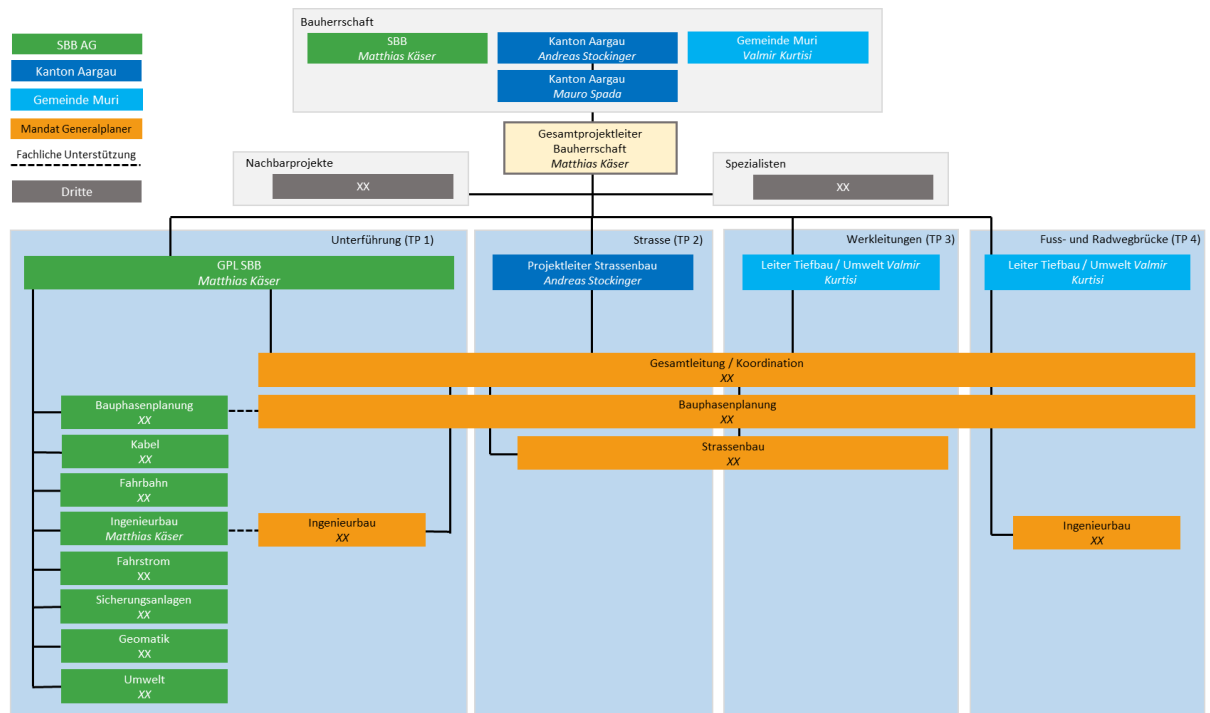 SBB AG
Kanton Aargau
Gemeinde Muri
Mandat Generalplaner
Fachliche Unterstützung
Dritte
Bauherrschaft
SBB
Matthias Käser
Kanton Aargau
Andreas Stockinger
Gemeinde Muri
Valmir Kurtisi
Kanton Aargau
Mauro Spada
Gesamtprojektleiter
Bauherrschaft
Matthias Käser
Nachbarprojekte
XX
Spezialisten
XX
Unterführung (TP 1)
GPL SBB
Matthias Käser
Strasse (TP 2)
Projektleiter Strassenbau
Andreas Stockinger
Werkleitungen (TP 3)
Leiter Tiefbau / Umwelt Valmir
Kurtisi
Fuss- und Radwegbrücke (TP 4)
Leiter Tiefbau / Umwelt Valmir
Kurtisi
Gesamtleitung / Koordination
XX
Bauphasenplanung
XX
Bauphasenplanung
XX
Kabel
XX
Strassenbau
XX
Fahrbahn
XX
Ingenieurbau
Matthias Käser
Ingenieurbau
XX
Ingenieurbau
XX
Fahrstrom
XX
Sicherungsanlagen
XX
Geomatik
XX
Umwelt
XX